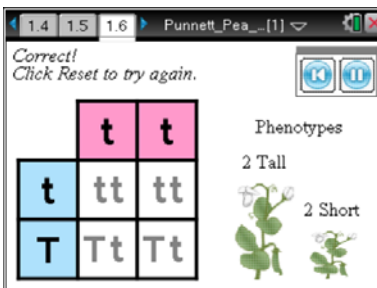 1.4 1.5 1.6 Punnett_Pea_...[1]
Correct!
Click Reset to try again.
t t
t tt tt
T Tt Tt
Phenotypes
2 Tall
2 Short